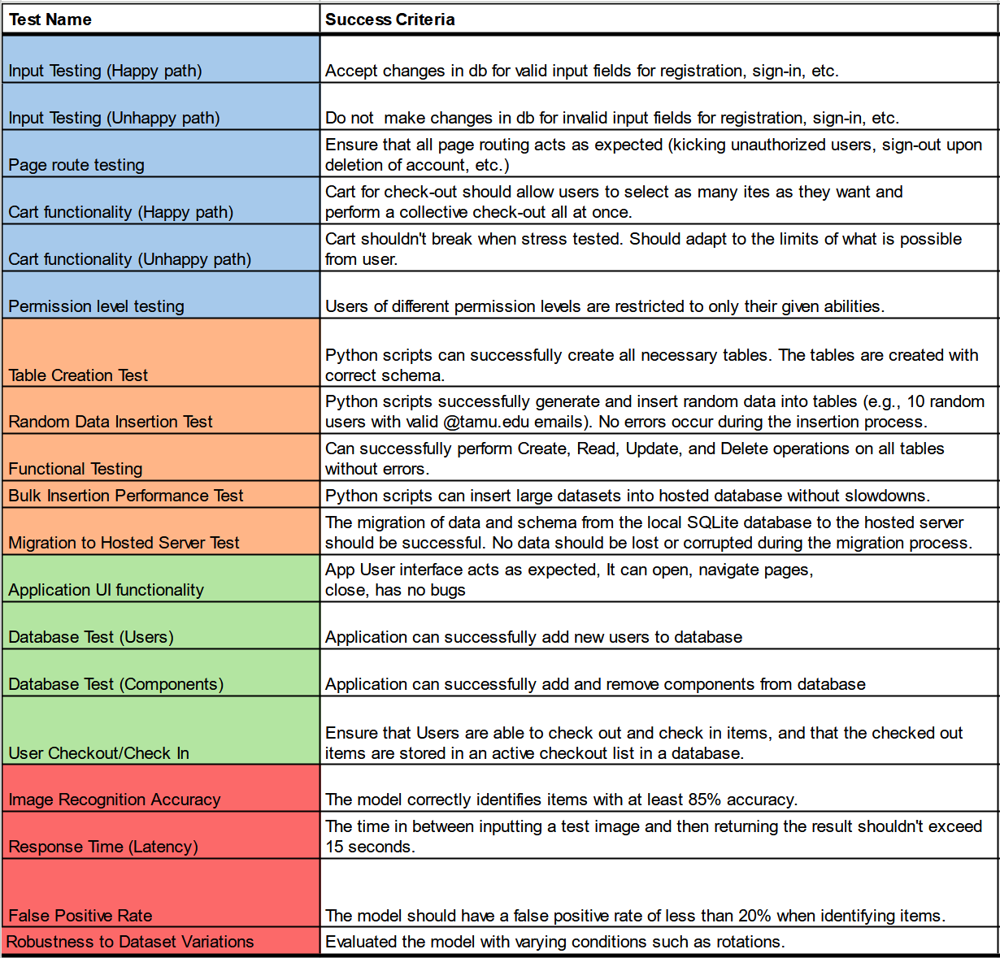 Test Name
Success Criteria
Input Testing (Happy path)
Accept changes in db for valid input fields for registration, sign-in, etc.
Input Testing (Unhappy path)
Do not  make changes in db for invalid input fields for registration, sign-in, etc.
Page route testing
Ensure that all page routing acts as expected (kicking unauthorized users, sign-out upon
deletion of account, etc.)
Cart functionality (Happy path)
Cart for check-out should allow users to select as many ites as they want and
perform a collective check-out all at once.
Cart functionality (Unhappy path)
Cart shouldn't break when stress tested. Should adapt to the limits of what is possible
from user.
Permission level testing
Users of different permission levels are restricted to only their given abilities.
Table Creation Test
Python scripts can successfully create all necessary tables. The tables are created with
correct schema.
Random Data Insertion Test
Python scripts successfully generate and insert random data into tables (e.g., 10 random
users with valid @tamu.edu emails). No errors occur during the insertion process.
Functional Testing
Can successfully perform Create, Read, Update, and Delete operations on all tables
without errors.
Bulk Insertion Performance Test
Python scripts can insert large datasets into hosted database without slowdowns.
Migration to Hosted Server Test
The migration of data and schema from the local SQLite database to the hosted server
should be successful. No data should be lost or corrupted during the migration process.
Application UI functionality
App User interface acts as expected, It can open, navigate pages,
close, has no bugs
Database Test (Users)
Application can successfully add new users to database
Database Test (Components)
Application can successfully add and remove components from database
User Checkout/Check In
Ensure that Users are able to check out and check in items, and that the checked out
items are stored in an active checkout list in a database.
Image Recognition Accuracy
The model correctly identifies items with at least 85% accuracy.
Response Time (Latency)
The time in between inputting a test image and then returning the result shouldn't exceed
15 seconds.
False Positive Rate
The model should have a false positive rate of less than 20% when identifying items.
Robustness to Dataset Variations
Evaluated the model with varying conditions such as rotations.